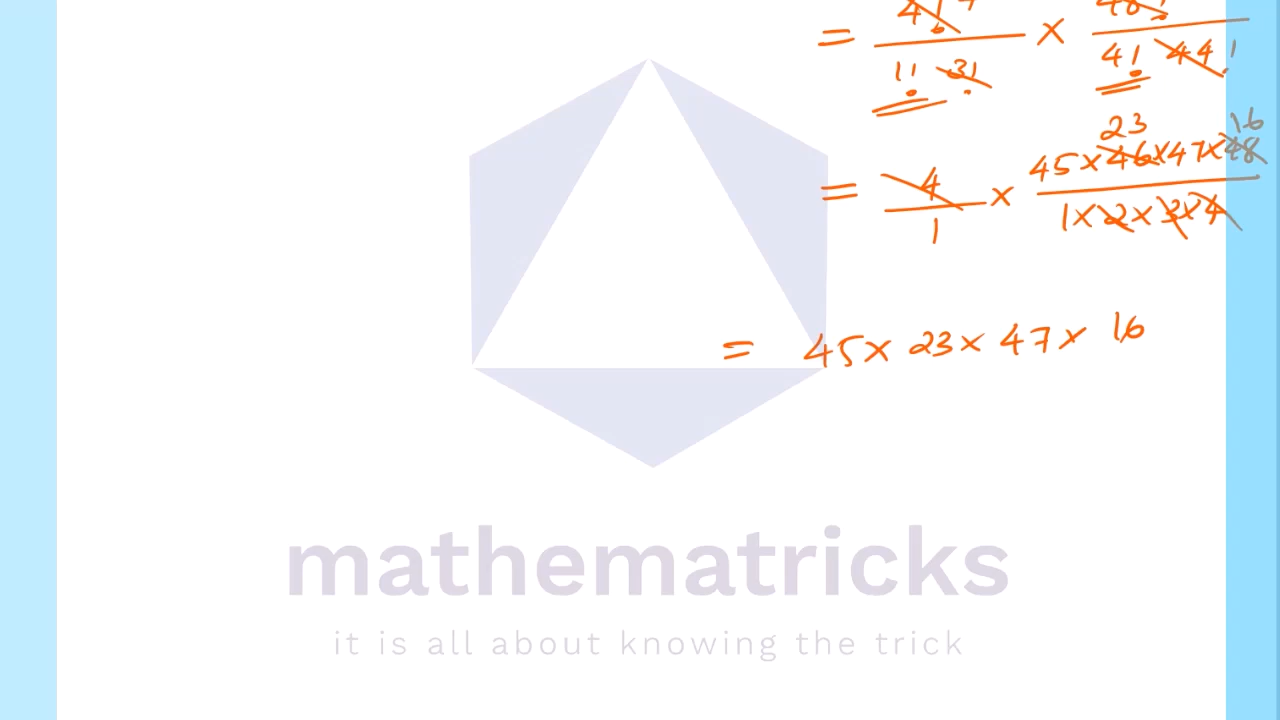 = 4! 4 / 1! 3! × 48! / 4! 44!
= 4/1 × 45 × 46 × 47 × 48 / 1 × 2 × 3 × 4
23 16
= 45 × 23 × 47 × 16
mathematricks
it is all about knowing the trick